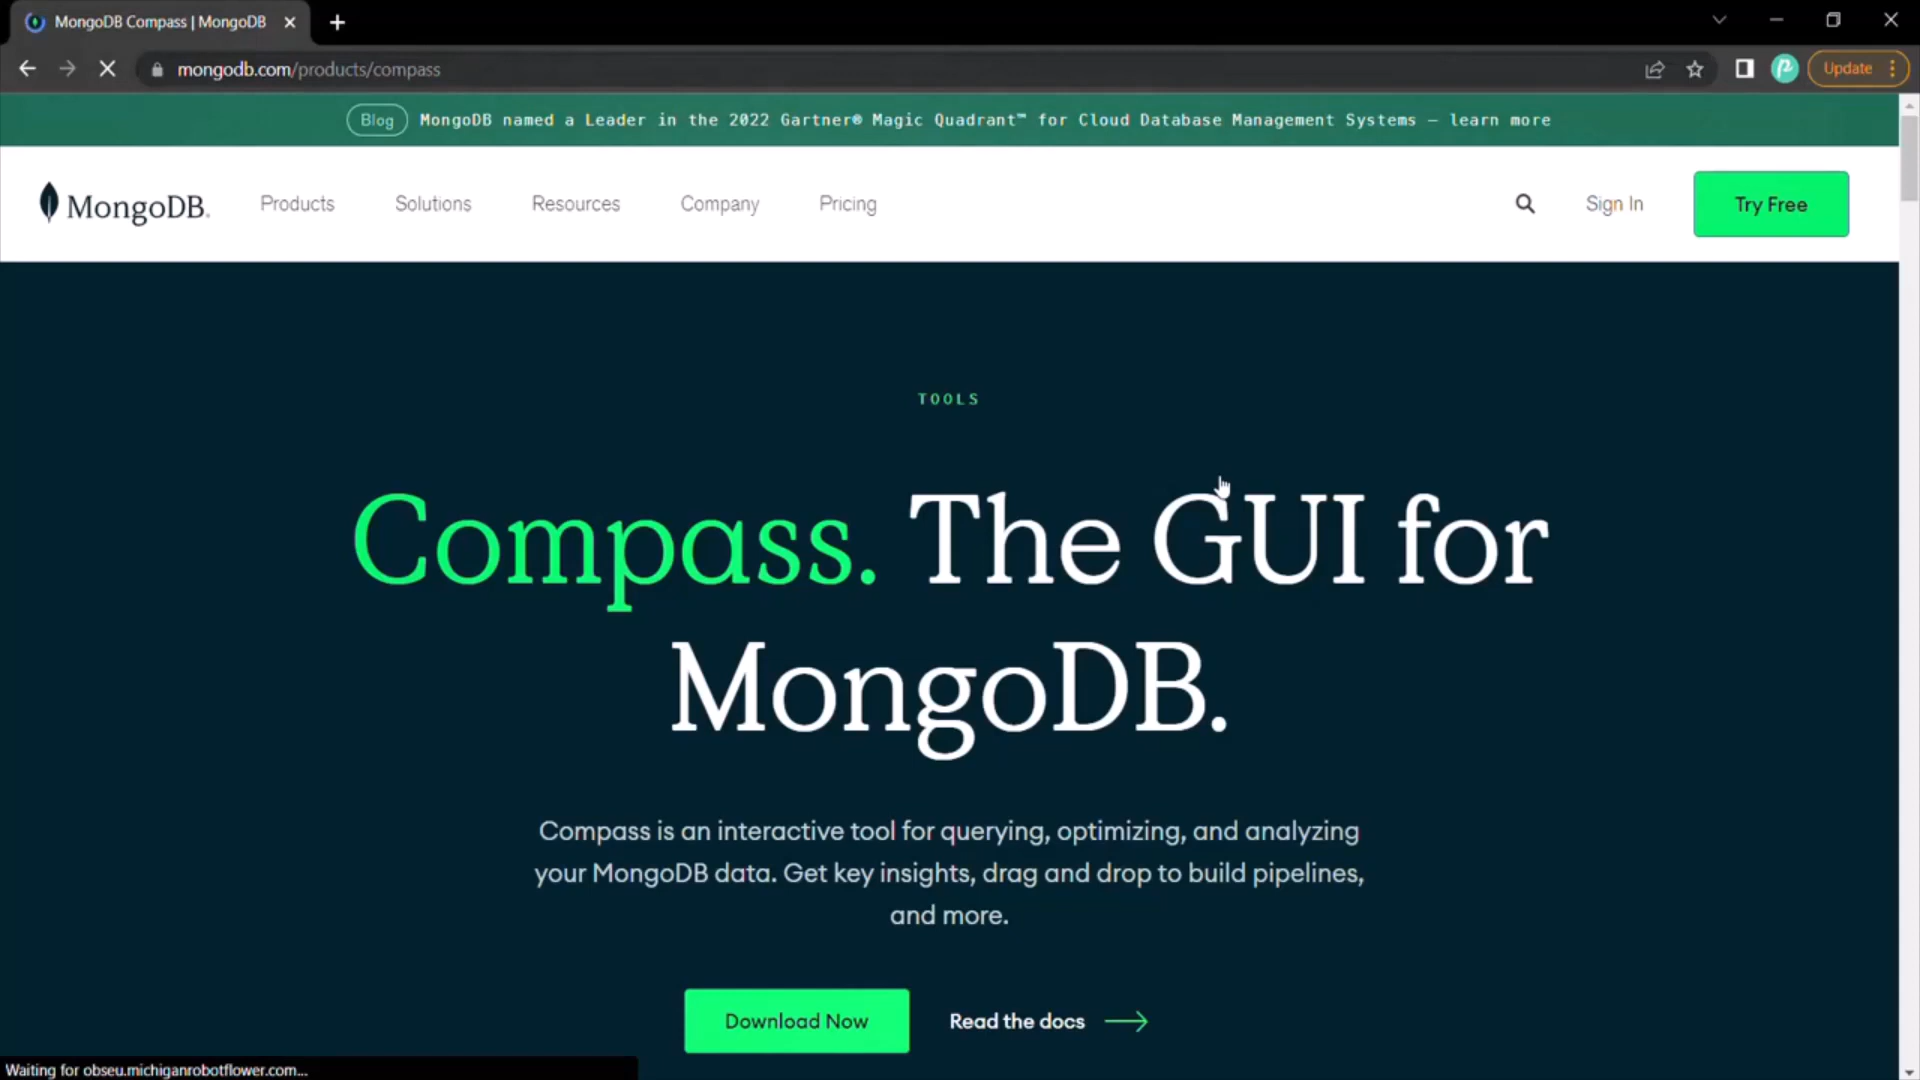 MongoDB Compass | MongoDB
mongodb.com/products/compass
Update
Blog MongoDB named a Leader in the 2022 Gartner® Magic Quadrant™ for Cloud Database Management Systems – learn more
MongoDB. Products Solutions Resources Company Pricing Sign In Try Free
TOOLS
Compass. The GUI for
MongoDB.
Compass is an interactive tool for querying, optimizing, and analyzing
your MongoDB data. Get key insights, drag and drop to build pipelines,
and more.
Download Now Read the docs
Waiting for obseu.michiganrobotflower.com...